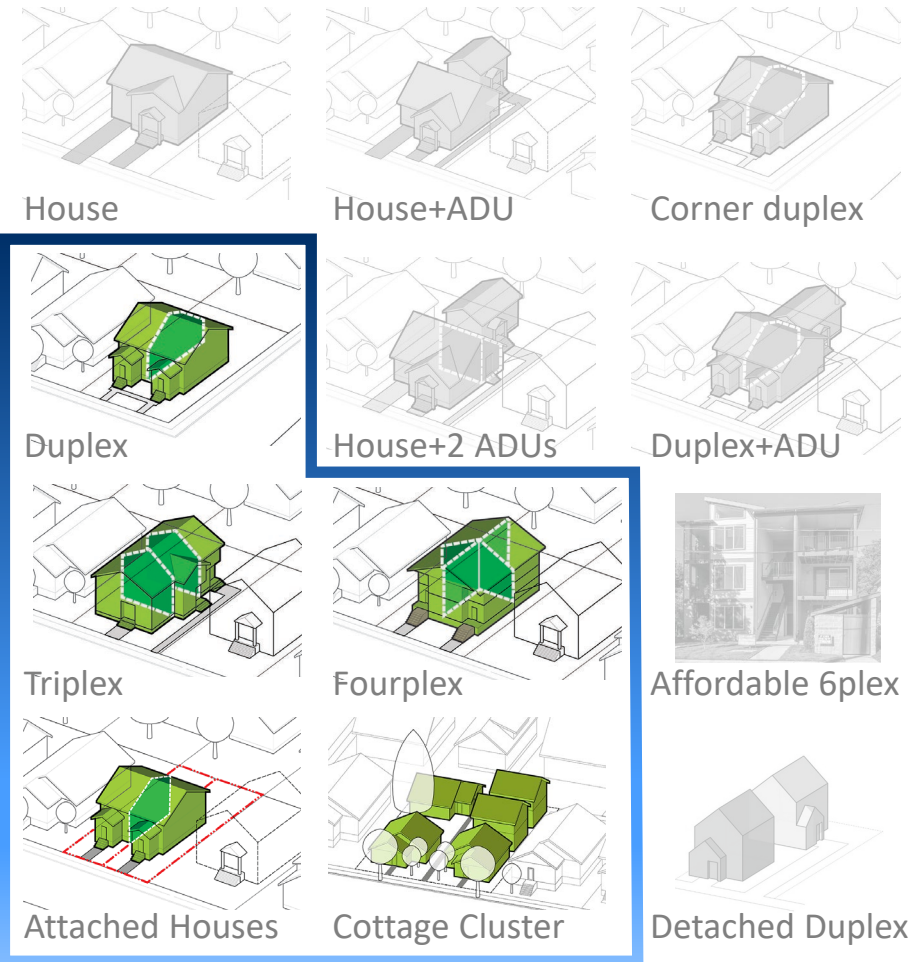 House
House+ADU
Corner duplex
Duplex
House+2 ADUs
Duplex+ADU
Triplex
Fourplex
Affordable 6plex
Attached Houses
Cottage Cluster
Detached Duplex